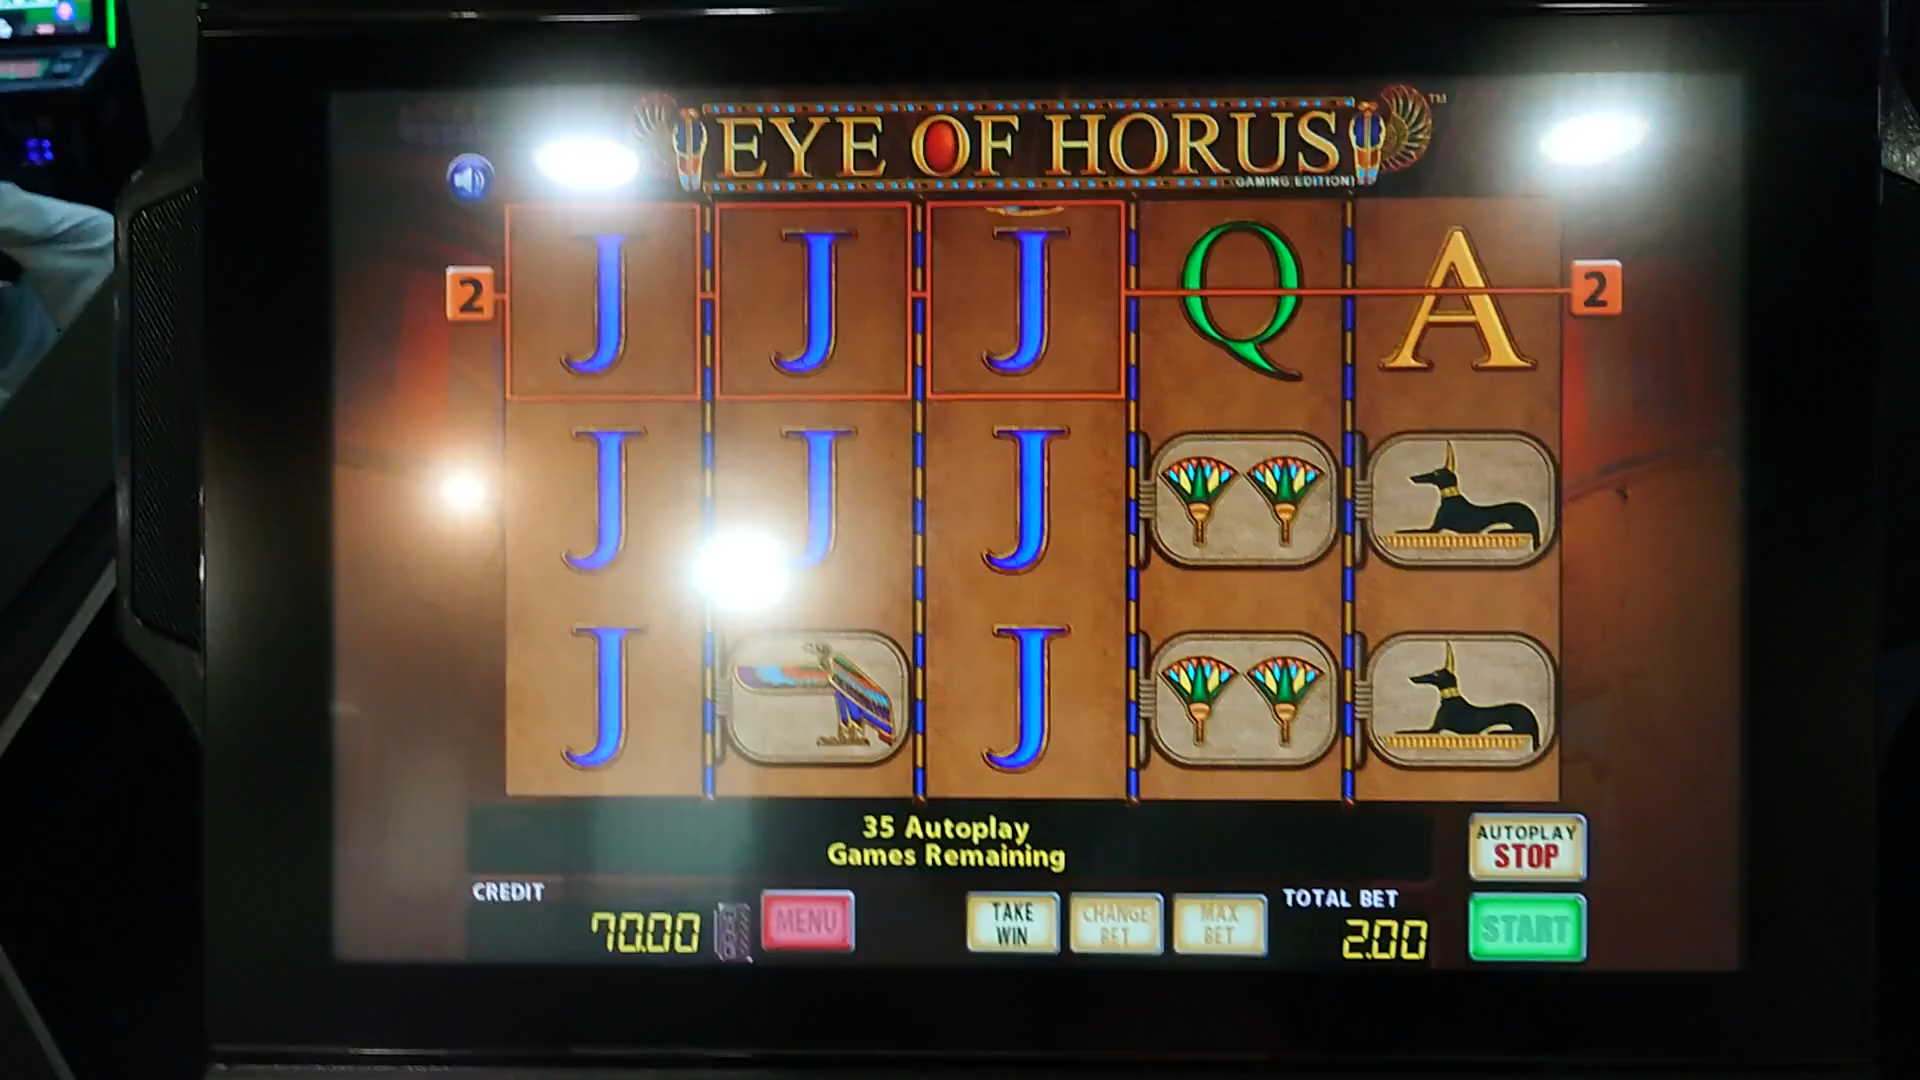 EYE OF HORUS™
GAMING EDITION
2 J J J Q A 2
J J J
J J
35 Autoplay
Games Remaining
AUTOPLAY
STOP
CREDIT
70.00
MENU
TAKE
WIN
CHANGE
BET
MAX
BET
TOTAL BET
2.00
START